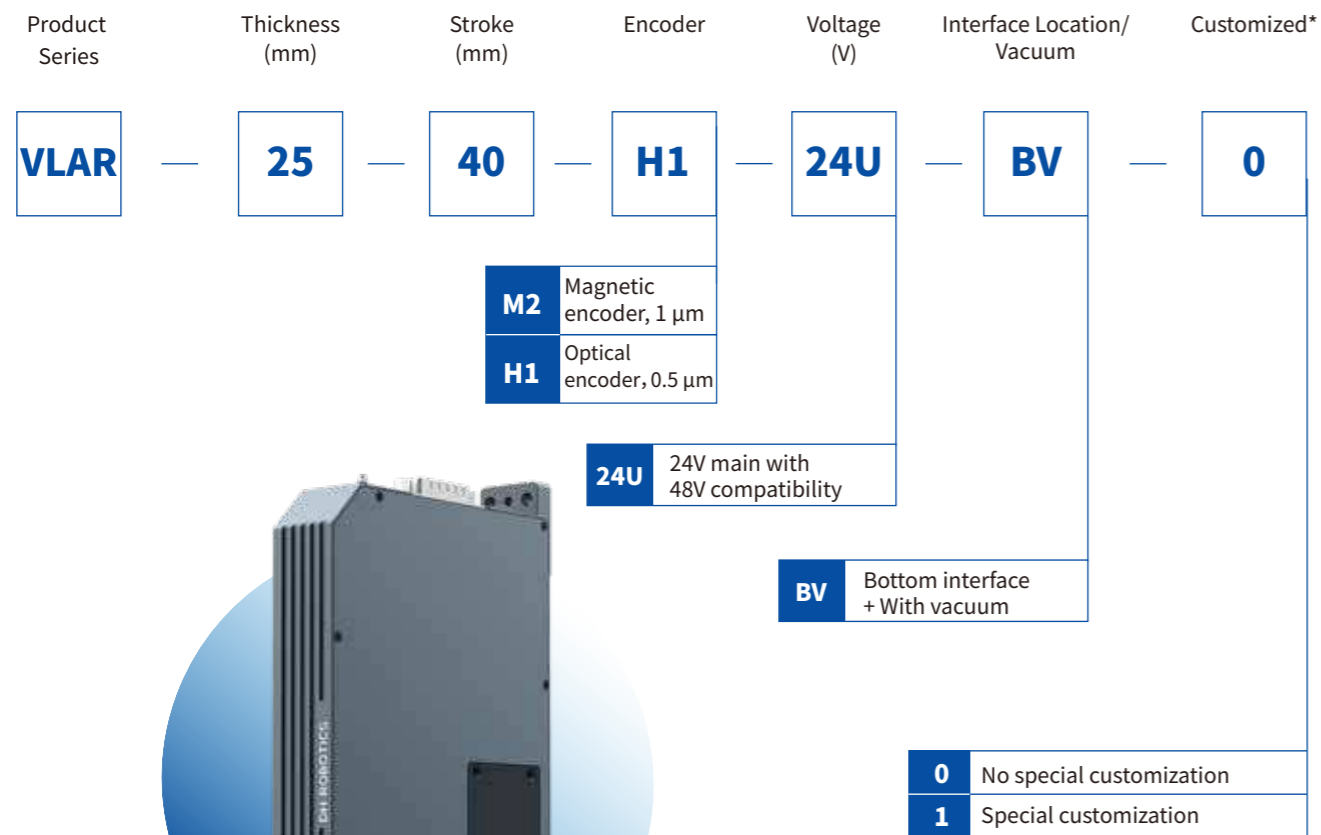 Product
Series
Thickness
(mm)
Stroke
(mm)
Encoder
Voltage
(V)
Interface Location/
Vacuum
Customized*
VLAR — 25 — 40 — H1 — 24U — BV — 0
M2 Magnetic
encoder, 1 μm
H1 Optical
encoder，0.5 μm
24U 24V main with
48V compatibility
BV Bottom interface
+ With vacuum
DH ROBOTICS
0 No special customization
1 Special customization